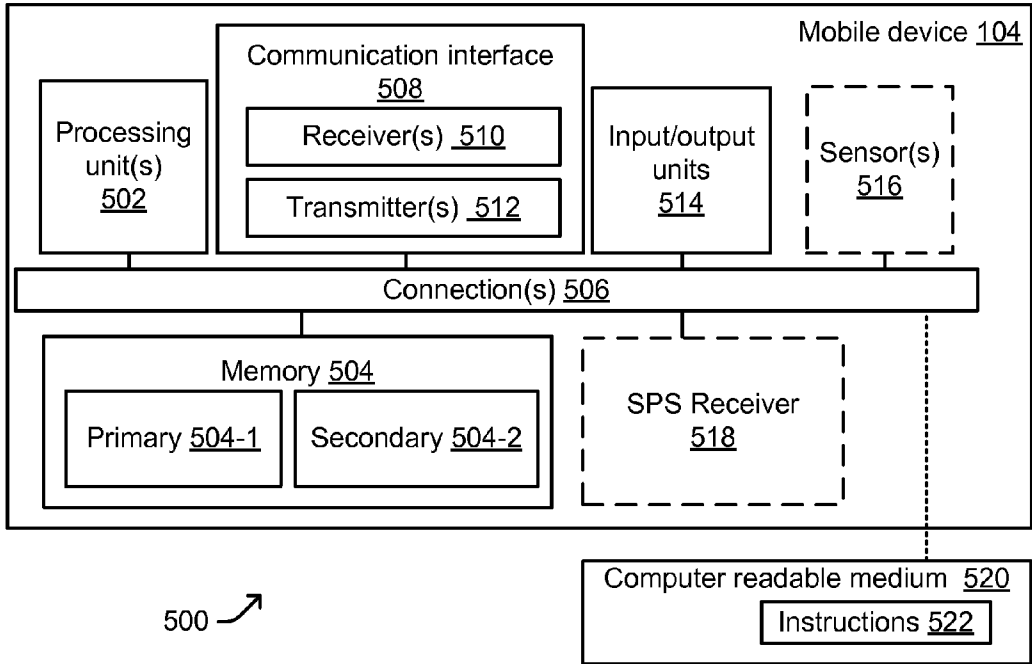 Mobile device 104
Communication interface
508
Receiver(s) 510
Transmitter(s) 512
Processing
unit(s)
502
Input/output
units
514
Sensor(s)
516
Connection(s) 506
Memory 504
Primary 504-1
Secondary 504-2
SPS Receiver
518
Computer readable medium 520
Instructions 522
500